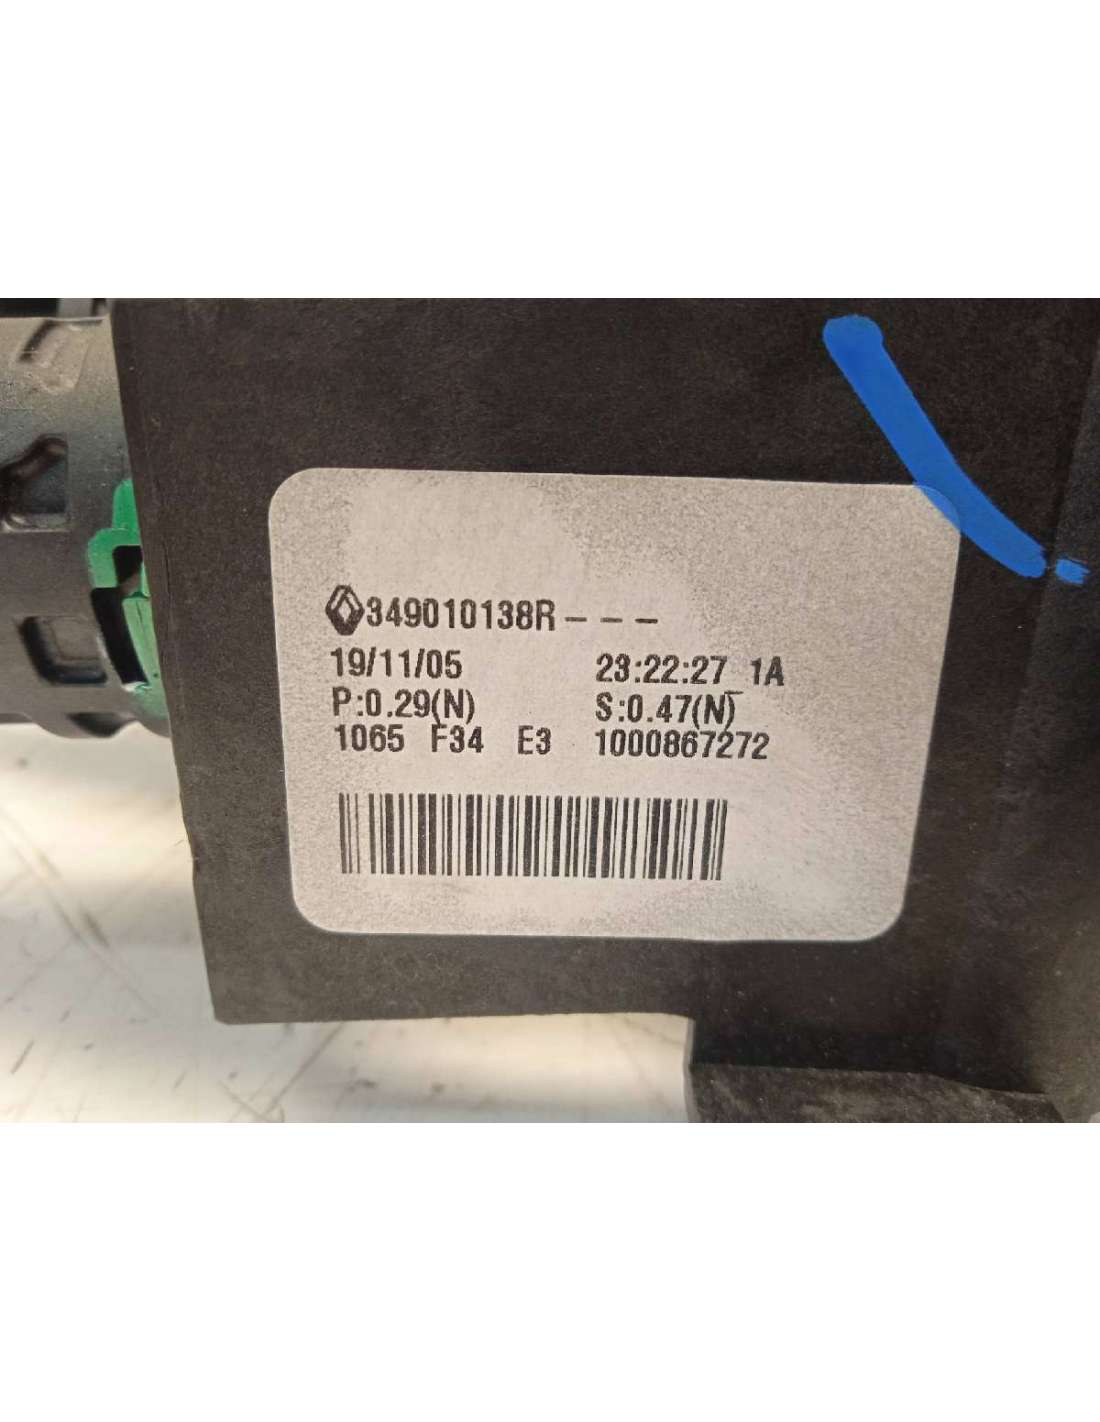 349010138R---
19/11/05 23:22:27 1A
P:0.29(N) S:0.47(N)
1065 F34 E3 1000867272